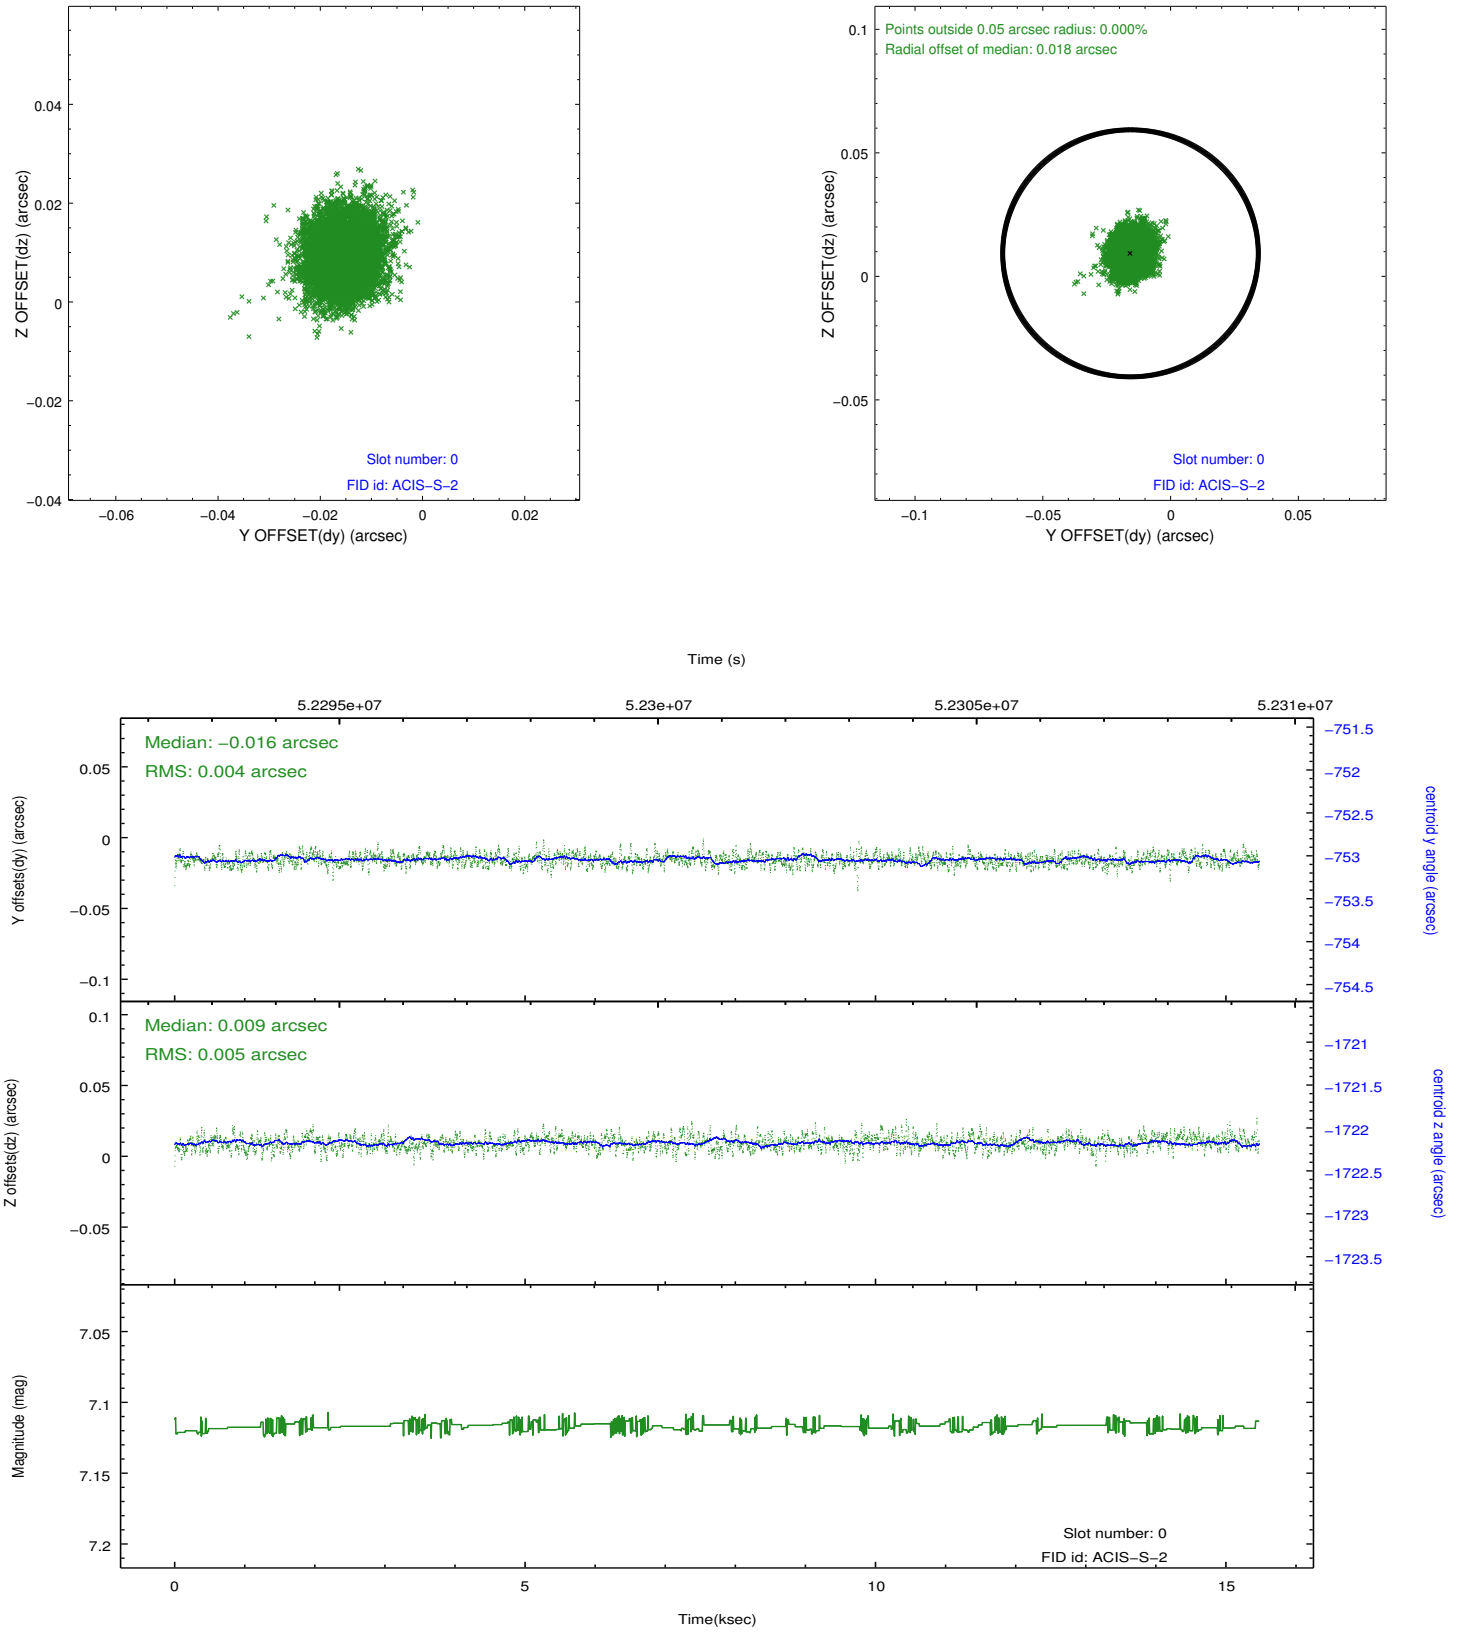 0.04
0.02
0
−0.02
−0.04
Z OFFSET(dz) (arcsec)
Slot number: 0
FID id: ACIS−S−2
−0.06
−0.04
−0.02
0
0.02
Y OFFSET(dy) (arcsec)
Points outside 0.05 arcsec radius: 0.000%
Radial offset of median: 0.018 arcsec
0.1
0.05
0
−0.05
Z OFFSET(dz) (arcsec)
Slot number: 0
FID id: ACIS−S−2
−0.1
−0.05
0
0.05
Y OFFSET(dy) (arcsec)
Time (s)
5.2295e+07
5.23e+07
5.2305e+07
5.231e+07
Median: −0.016 arcsec
RMS: 0.004 arcsec
0.05
0
−0.05
−0.1
Y offsets(dy) (arcsec)
−751.5
−752
−752.5
−753
−753.5
−754
−754.5
centroid y angle (arcsec)
Median: 0.009 arcsec
RMS: 0.005 arcsec
0.1
0.05
0
−0.05
Z offsets(dz) (arcsec)
−1721
−1721.5
−1722
−1722.5
−1723
−1723.5
centroid z angle (arcsec)
7.05
7.1
7.15
7.2
Magnitude (mag)
Slot number: 0
FID id: ACIS−S−2
0
5
10
15
Time(ksec)